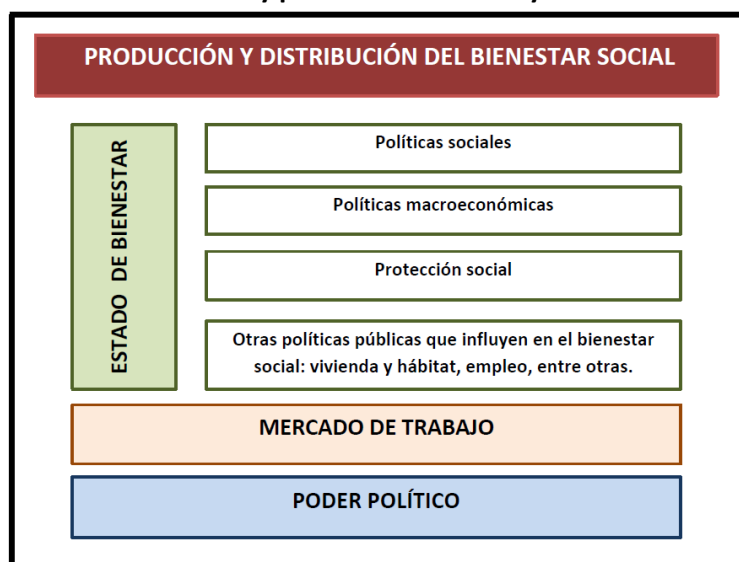 PRODUCCIÓN Y DISTRIBUCIÓN DEL BIENESTAR SOCIAL
ESTADO DE BIENESTAR
Políticas sociales
Políticas macroeconómicas
Protección social
Otras políticas públicas que influyen en el bienestar
social: vivienda y hábitat, empleo, entre otras.
MERCADO DE TRABAJO
PODER POLÍTICO